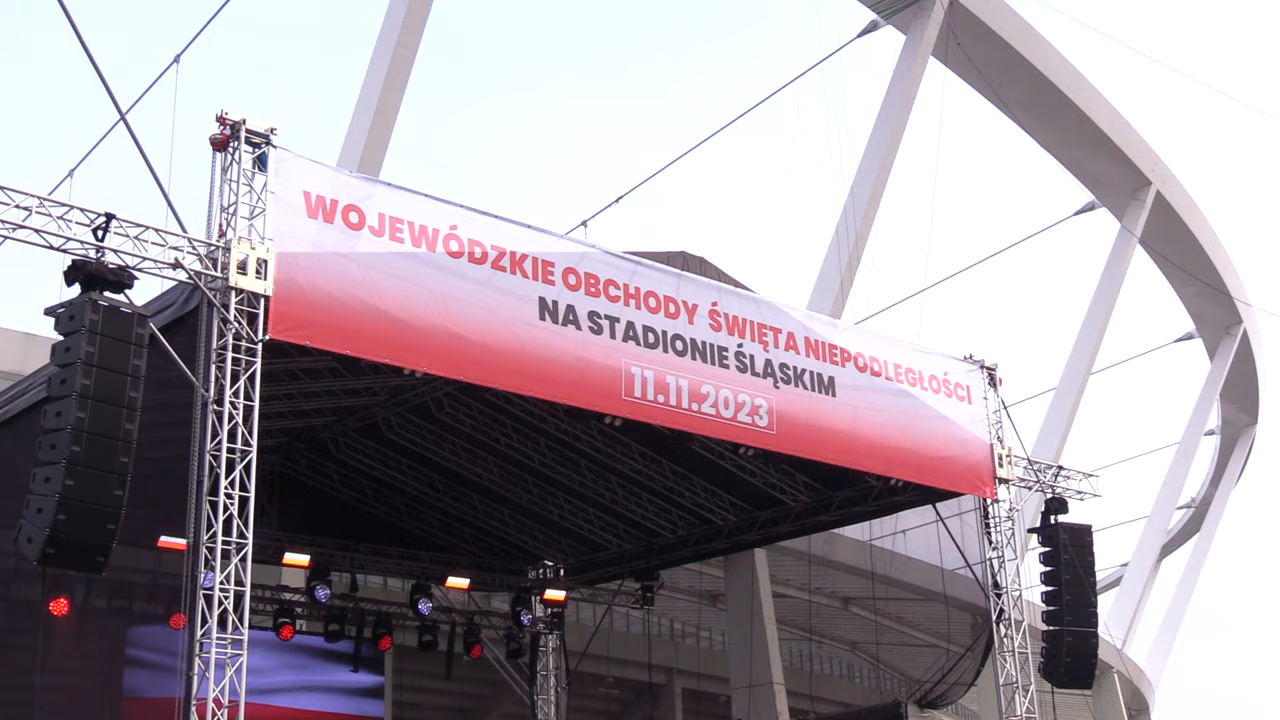 WOJEWÓDZKIE OBCHODY ŚWIĘTA NIEPODLEGŁOŚCI
NA STADIONIE ŚLĄSKIM
11.11.2023